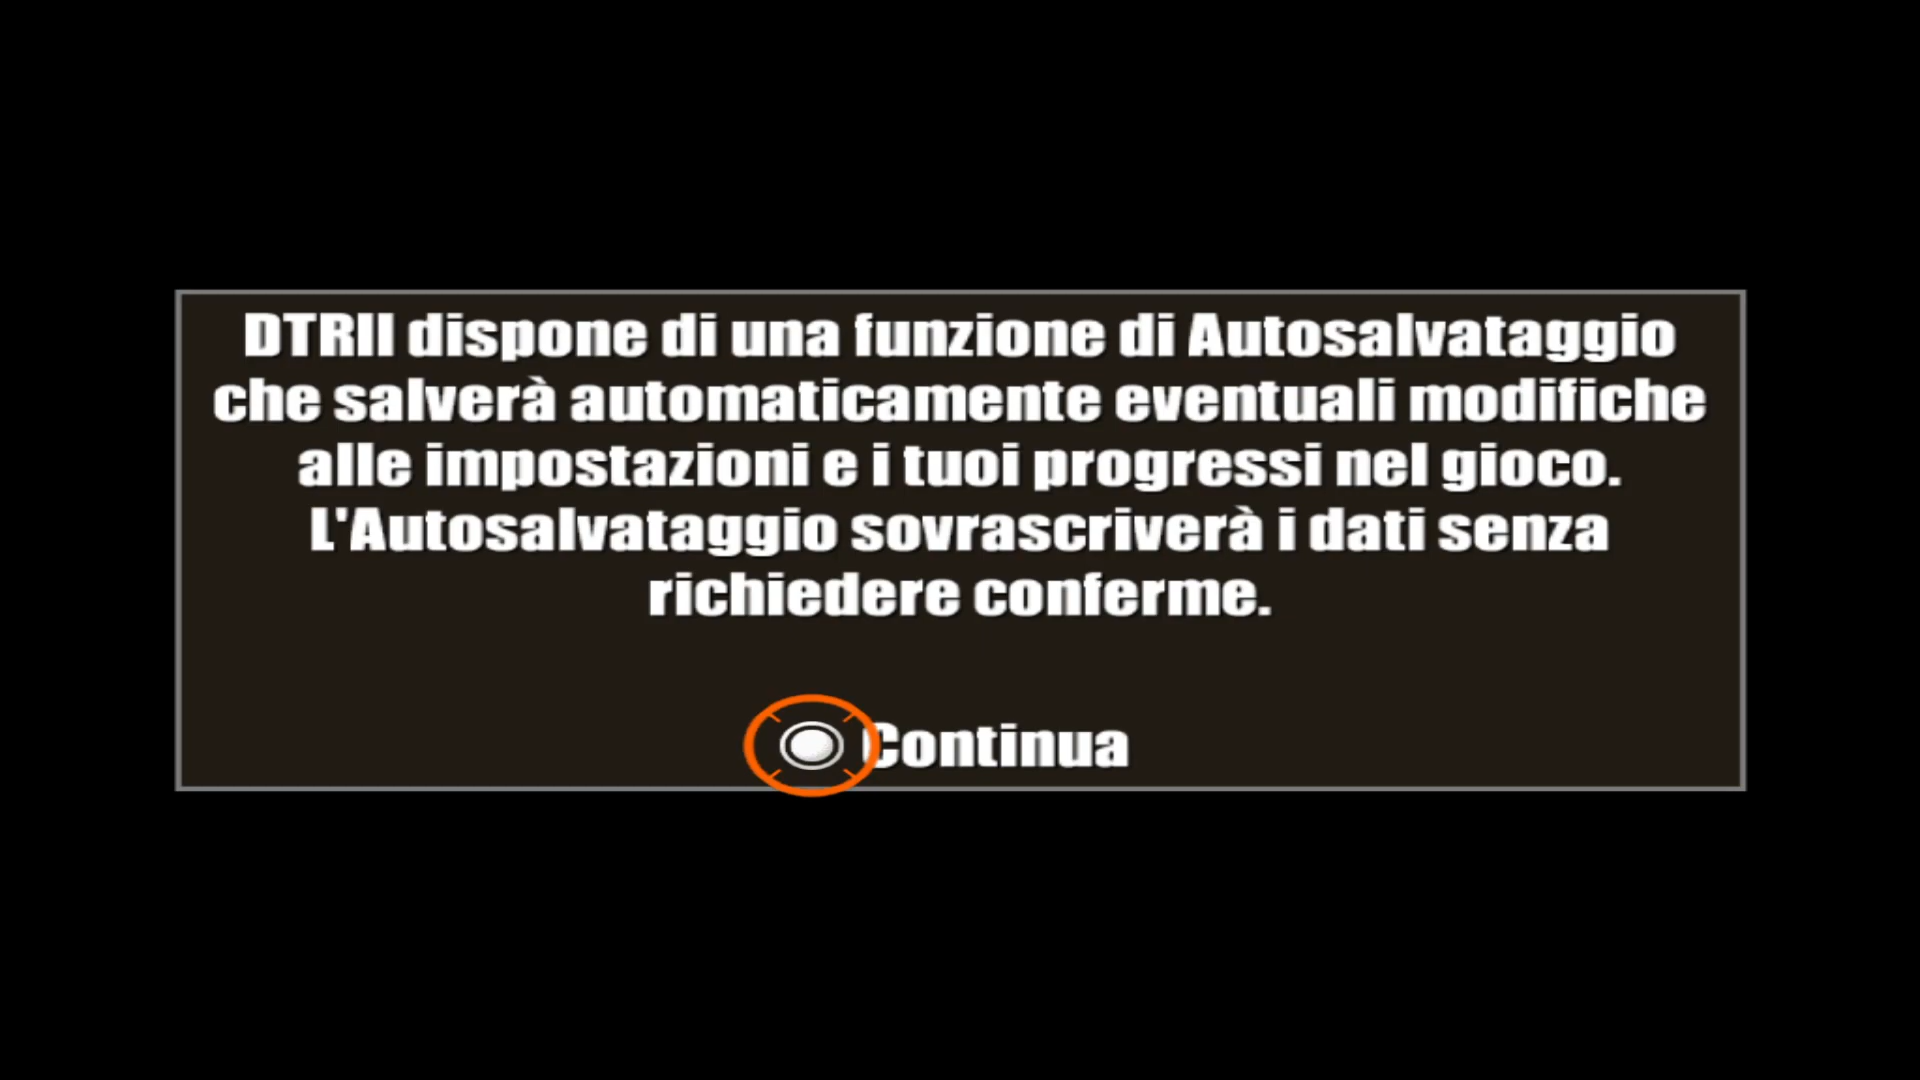 DTRII dispone di una funzione di Autosalvataggio
che salverà automaticamente eventuali modifiche
alle impostazioni e i tuoi progressi nel gioco.
L'Autosalvataggio sovrascriverà i dati senza
richiedere conferme.
Continua